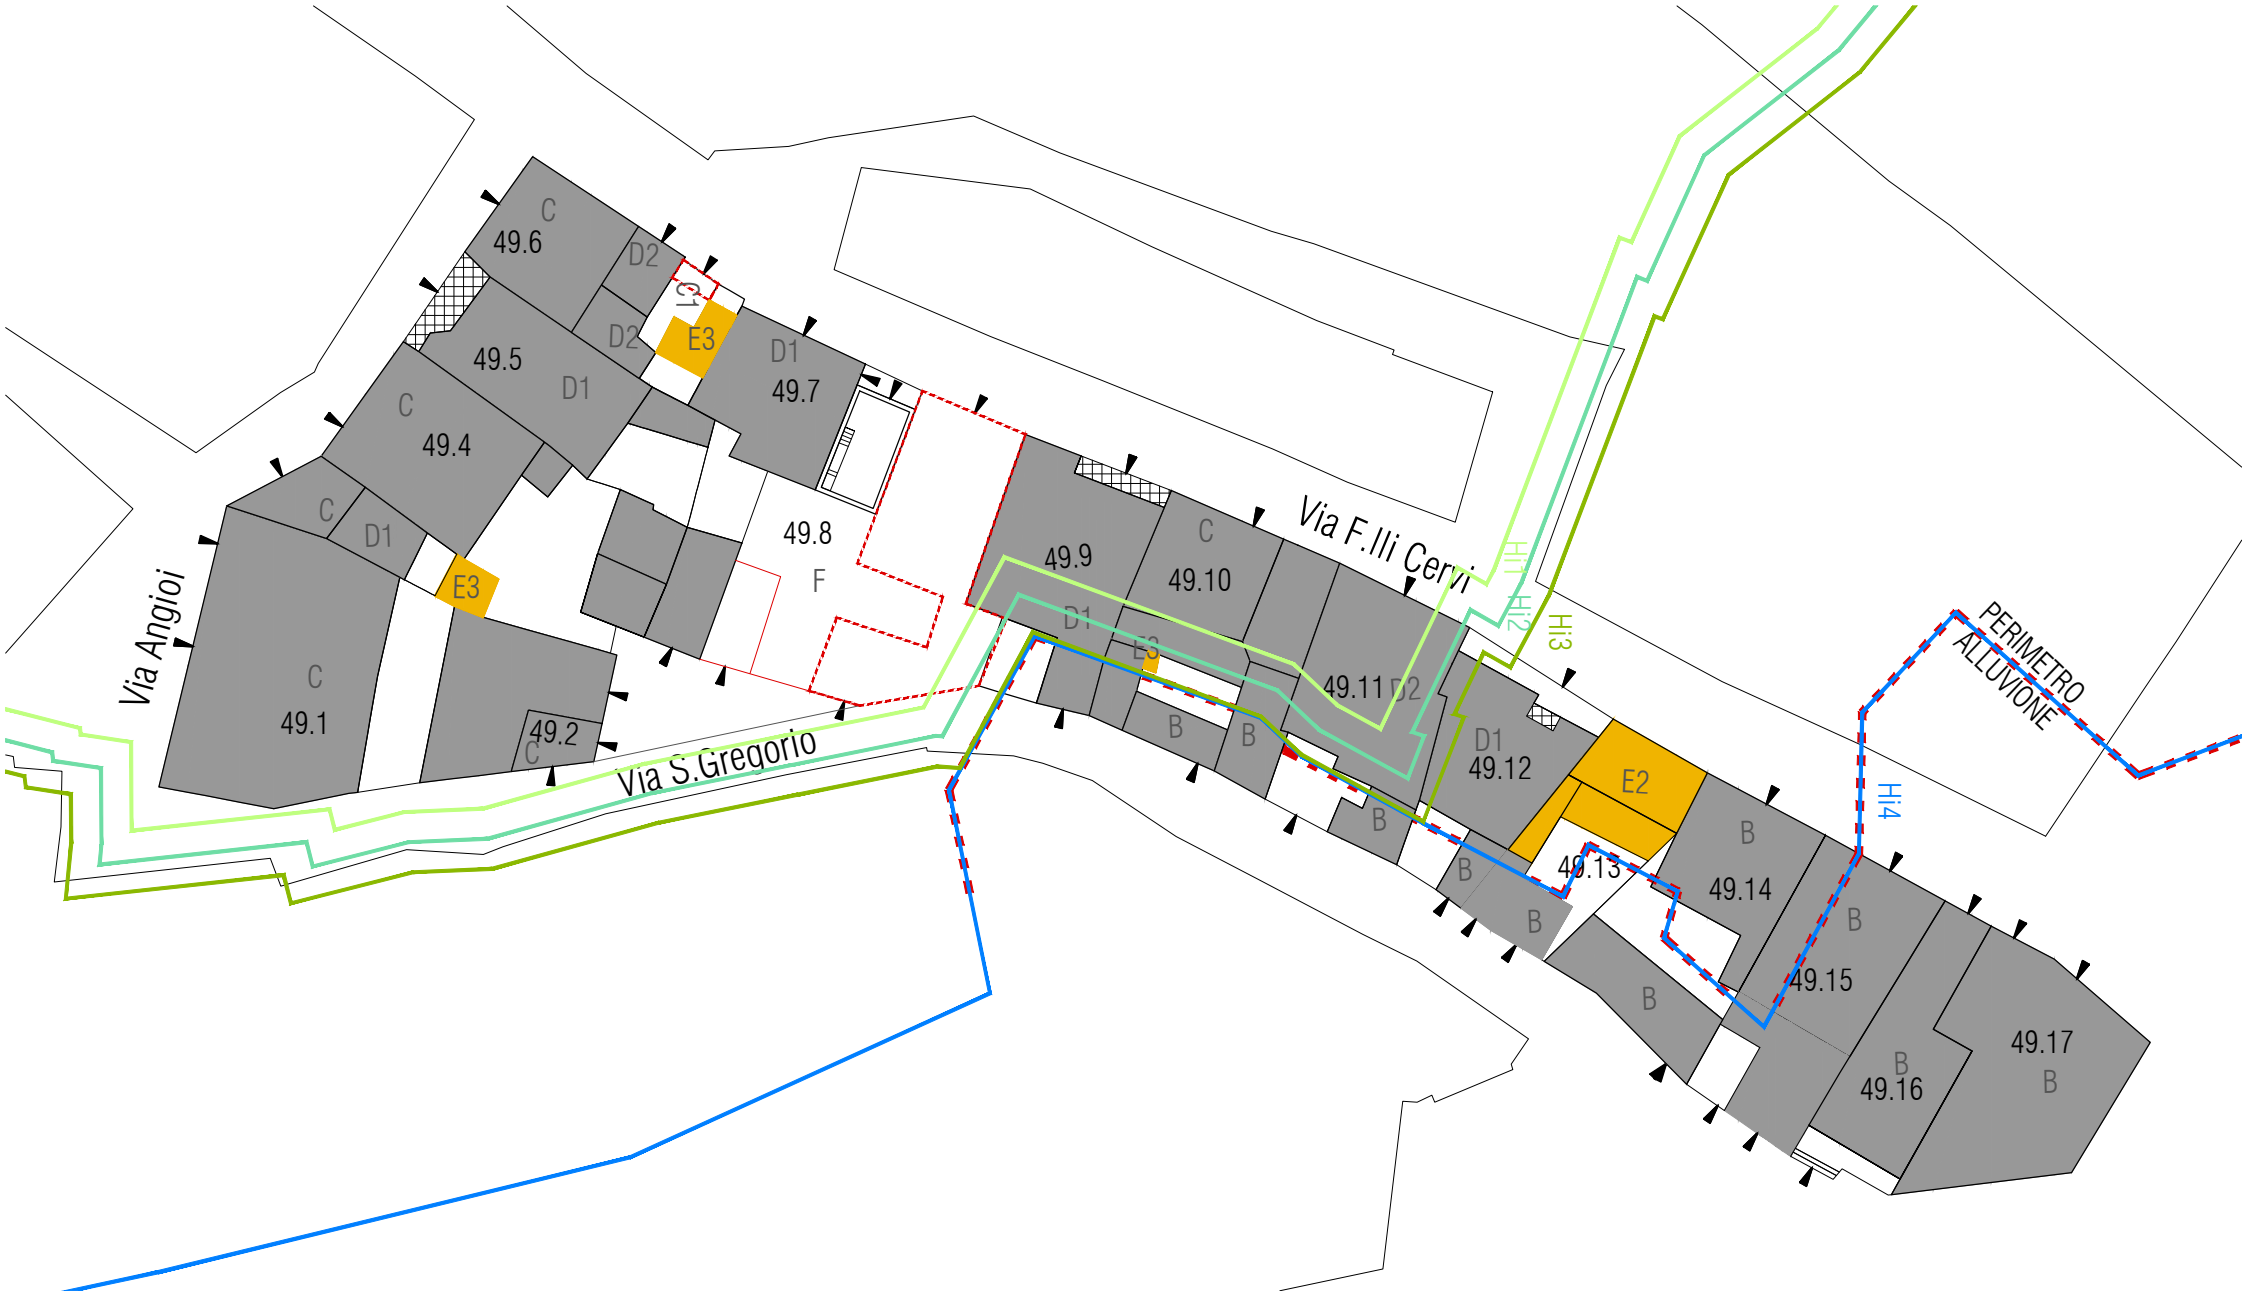 C
49.6
D2
C1
D2
E3
D1
49.7
49.5
D1
C
49.4
C
D1
E3
Via Angioi
C
49.1
49.2
C
Via S.Gregorio
49.8
F
49.9
D1
C
49.10
E3
B
B
Via F.lli Cervi
Hi1
Hi2
Hi3
49.11
D2
B
D1
49.12
E2
B
49.13
B
B
49.14
B
B
49.15
B
49.16
49.17
B
Hi4
PERIMETRO
ALLUVIONE